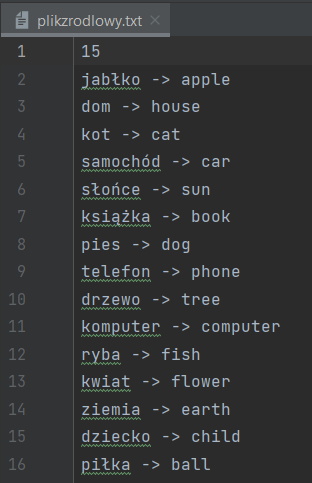 plikzrodlowy.txt
1 15
2 jabłko -> apple
3 dom -> house
4 kot -> cat
5 samochód -> car
6 słońce -> sun
7 książka -> book
8 pies -> dog
9 telefon -> phone
10 drzewo -> tree
11 komputer -> computer
12 ryba -> fish
13 kwiat -> flower
14 ziemia -> earth
15 dziecko -> child
16 piłka -> ball